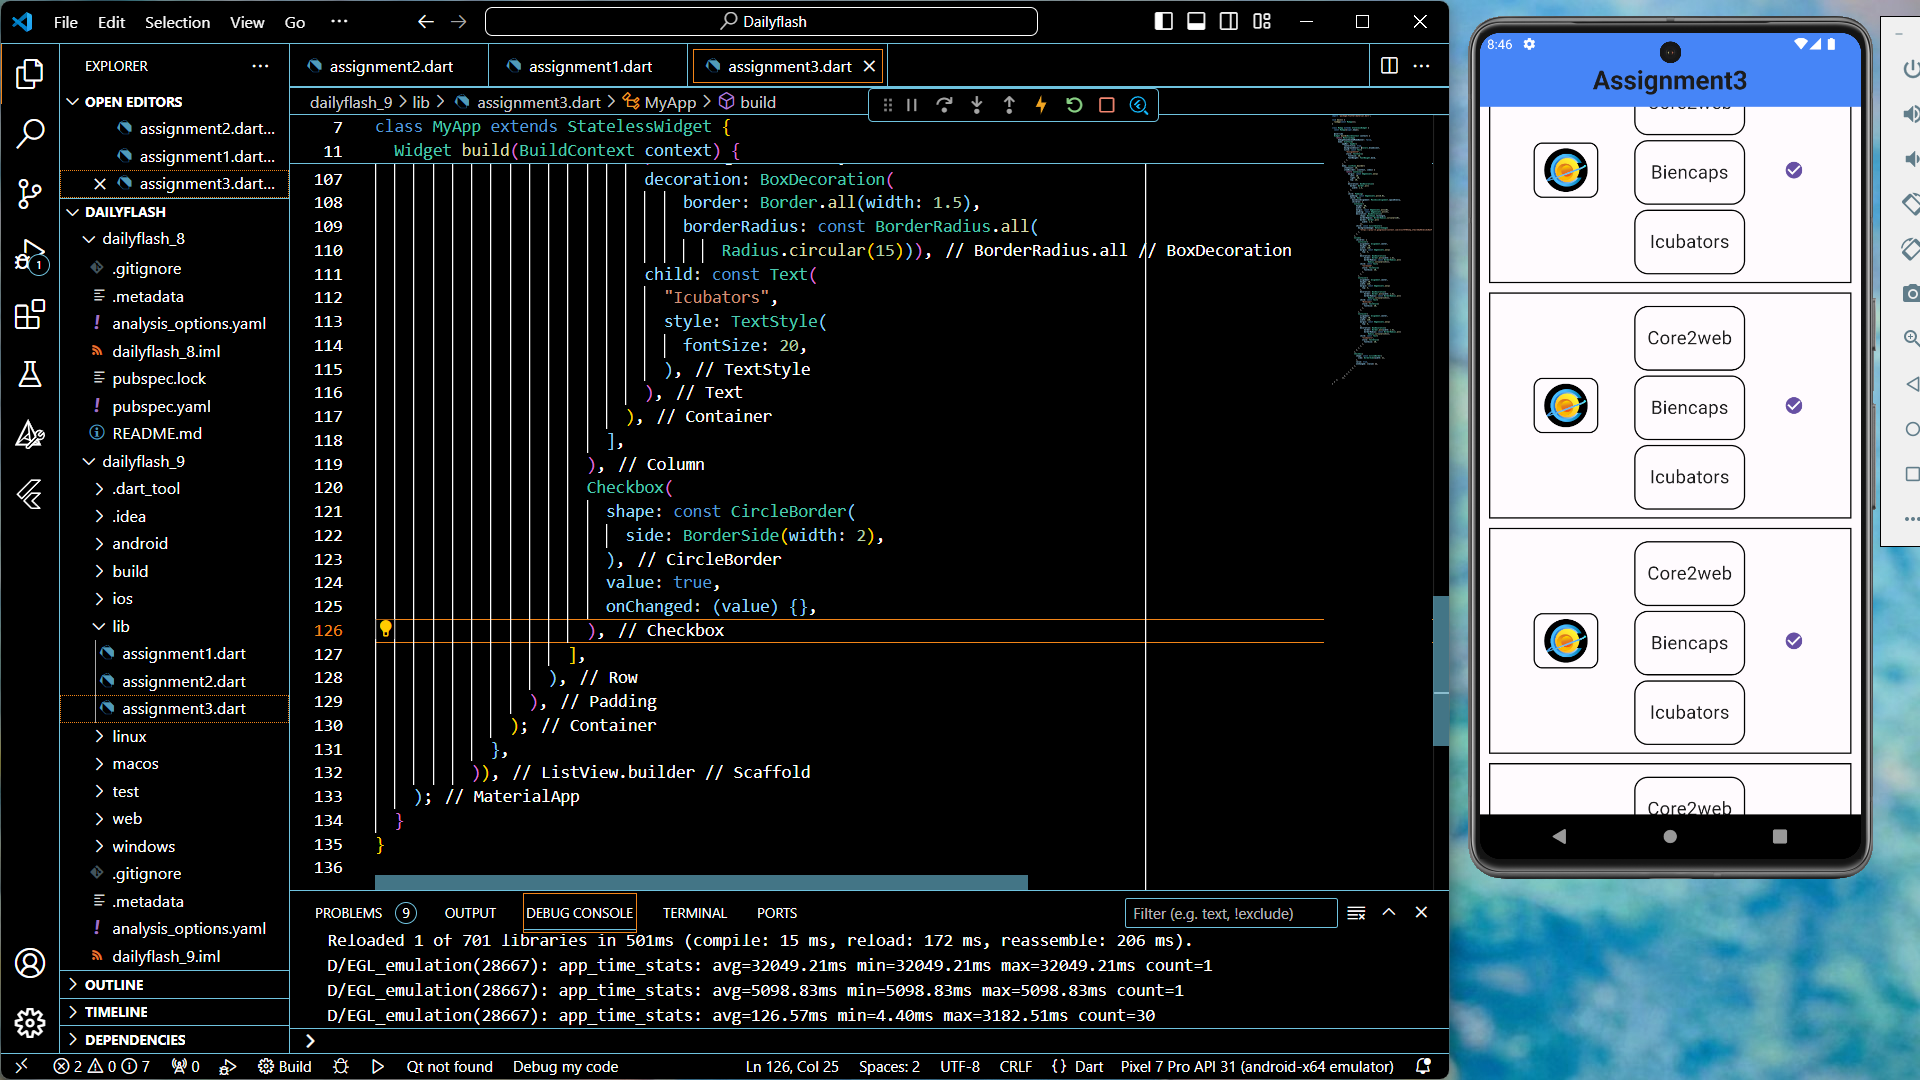 File Edit Selection View Go ···
Dailyflash
EXPLORER
OPEN EDITORS
assignment2.dart...
assignment1.dart...
assignment3.dart...
DAILYFLASH
dailyflash_8
.gitignore
.metadata
analysis_options.yaml
dailyflash_8.iml
pubspec.lock
pubspec.yaml
README.md
dailyflash_9
.dart_tool
.idea
android
build
ios
lib
assignment1.dart
assignment2.dart
assignment3.dart
linux
macos
test
web
windows
.gitignore
.metadata
analysis_options.yaml
dailyflash_9.iml
OUTLINE
TIMELINE
DEPENDENCIES
1
assignment2.dart assignment1.dart assignment3.dart
dailyflash_9 > lib > assignment3.dart > MyApp > build
7 class MyApp extends StatelessWidget {
11 Widget build(BuildContext context) {
107 decoration: BoxDecoration(
108 border: Border.all(width: 1.5),
109 borderRadius: const BorderRadius.all(
110 Radius.circular(15))), // BorderRadius.all // BoxDecoration
111 child: const Text(
112 "Icubators",
113 style: TextStyle(
114 fontSize: 20,
115 ), // TextStyle
116 ), // Text
117 ), // Container
118 ],
119 ), // Column
120 Checkbox(
121 shape: const CircleBorder(
122 side: BorderSide(width: 2),
123 ), // CircleBorder
124 value: true,
125 onChanged: (value) {},
126 ), // Checkbox
127 ],
128 ), // Row
129 ), // Padding
130 ); // Container
131 },
132 )), // ListView.builder // Scaffold
133 ); // MaterialApp
134 }
135 }
136
PROBLEMS 9 OUTPUT DEBUG CONSOLE TERMINAL PORTS
Filter (e.g. text, !exclude)
Reloaded 1 of 701 libraries in 501ms (compile: 15 ms, reload: 172 ms, reassemble: 206 ms).
D/EGL_emulation(28667): app_time_stats: avg=32049.21ms min=32049.21ms max=32049.21ms count=1
D/EGL_emulation(28667): app_time_stats: avg=5098.83ms min=5098.83ms max=5098.83ms count=1
D/EGL_emulation(28667): app_time_stats: avg=126.57ms min=4.40ms max=3182.51ms count=30
2 0 7 0 Build Qt not found Debug my code Ln 126, Col 25 Spaces: 2 UTF-8 CRLF {} Dart Pixel 7 Pro API 31 (android-x64 emulator)
8:46
Assignment3
Core2web
Biencaps
Icubators
Core2web
Biencaps
Icubators
Core2web
Biencaps
Icubators
Core2web